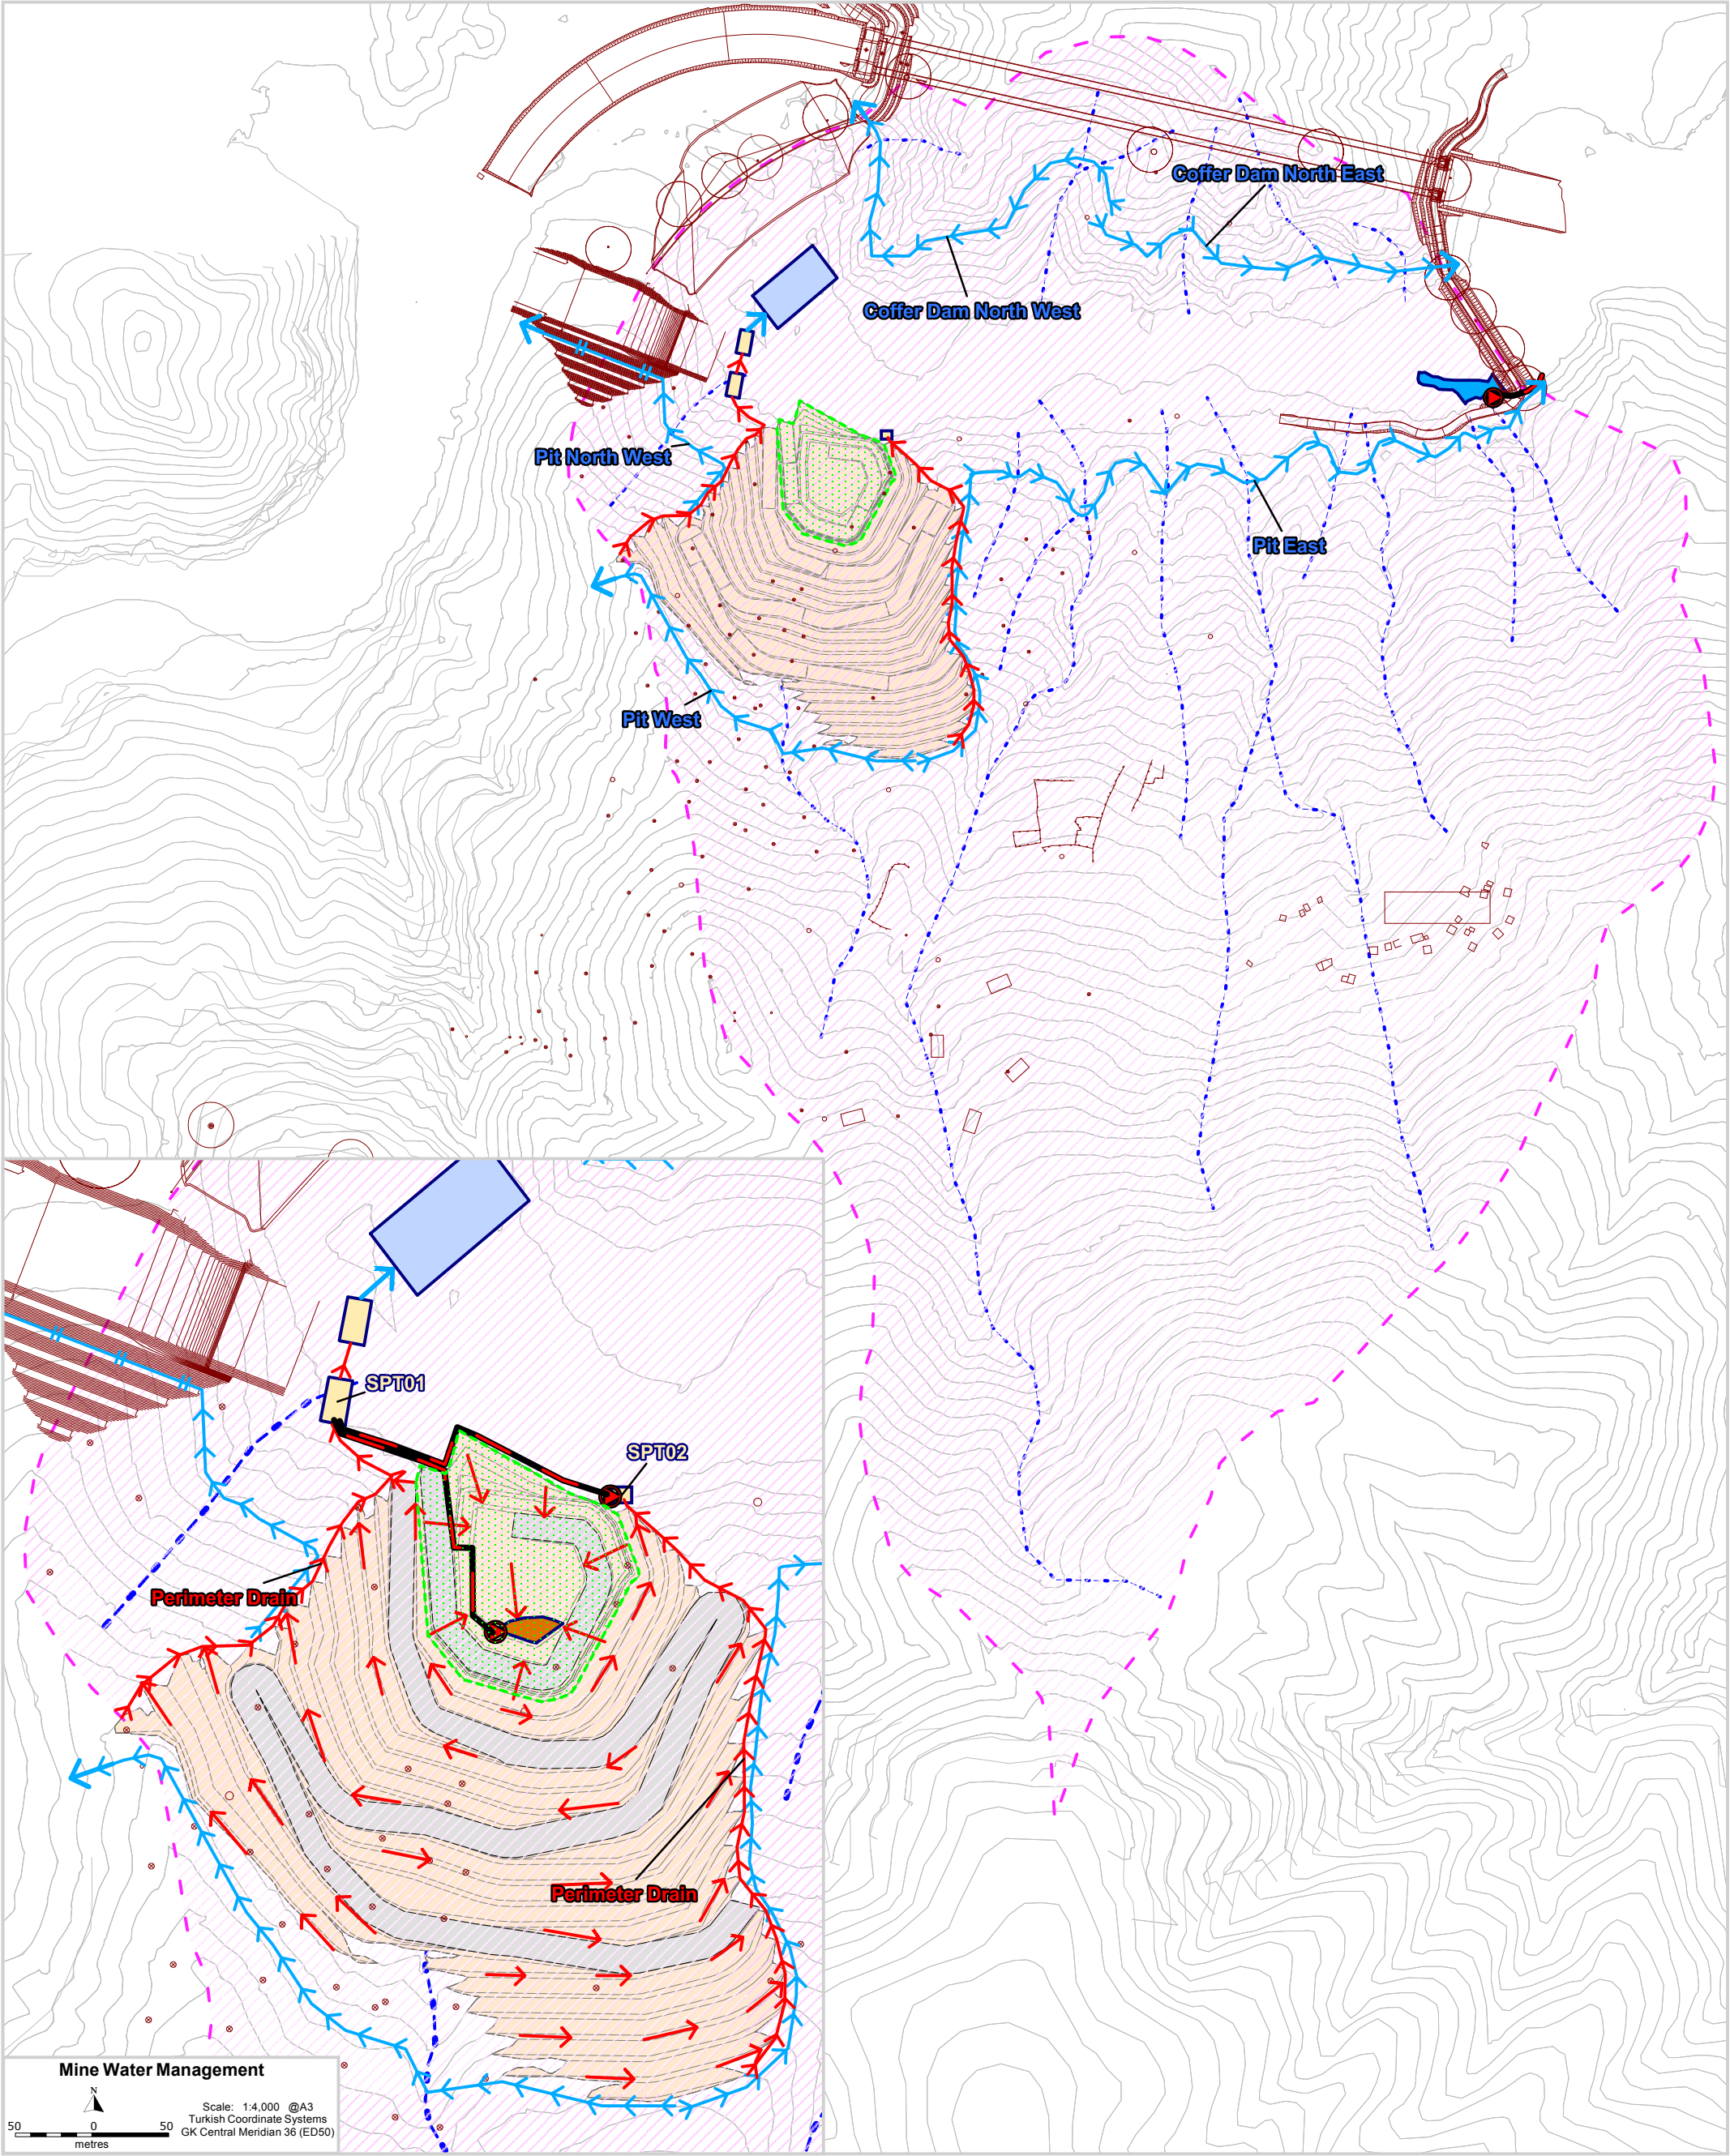 Coffer Dam North East
Coffer Dam North West
Pit North West
Pit East
Pit West
SPT01
SPT02
Perimeter Drain
Perimeter Drain
Mine Water Management
N
Scale: 1:4,000 @A3
Turkish Coordinate Systems
GK Central Meridian 36 (ED50)
50 0 50
metres